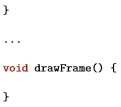 }
...
void drawFrame() {
}